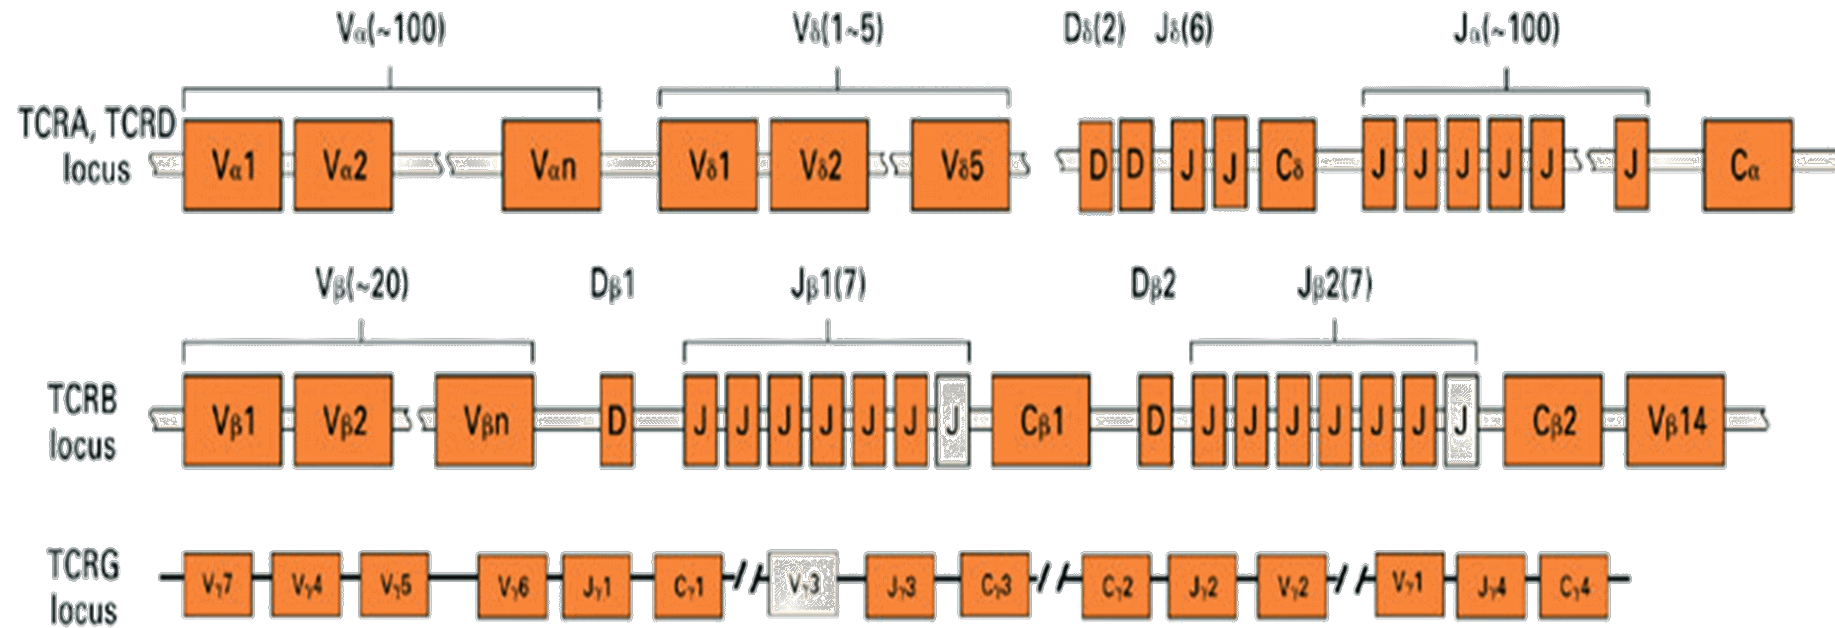 Vα(~100) Vδ(1~5) Dδ(2) Jδ(6) Jα(~100)
TCRA, TCRD
locus
Vα1 Vα2 Vαn Vδ1 Vδ2 Vδ5 D D J J Cδ J J J J J J Cα
Vβ(~20) Dβ1 Jβ1(7) Dβ2 Jβ2(7)
TCRB
locus
Vβ1 Vβ2 Vβn D J J J J J J J Cβ1 D J J J J J J J Cβ2 Vβ14
TCRG
locus
Vγ7 Vγ4 Vγ5 Vγ6 Jγ1 Cγ1 Vγ3 Jγ3 Cγ3 Cγ2 Jγ2 Vγ2 Vγ1 Jγ4 Cγ4